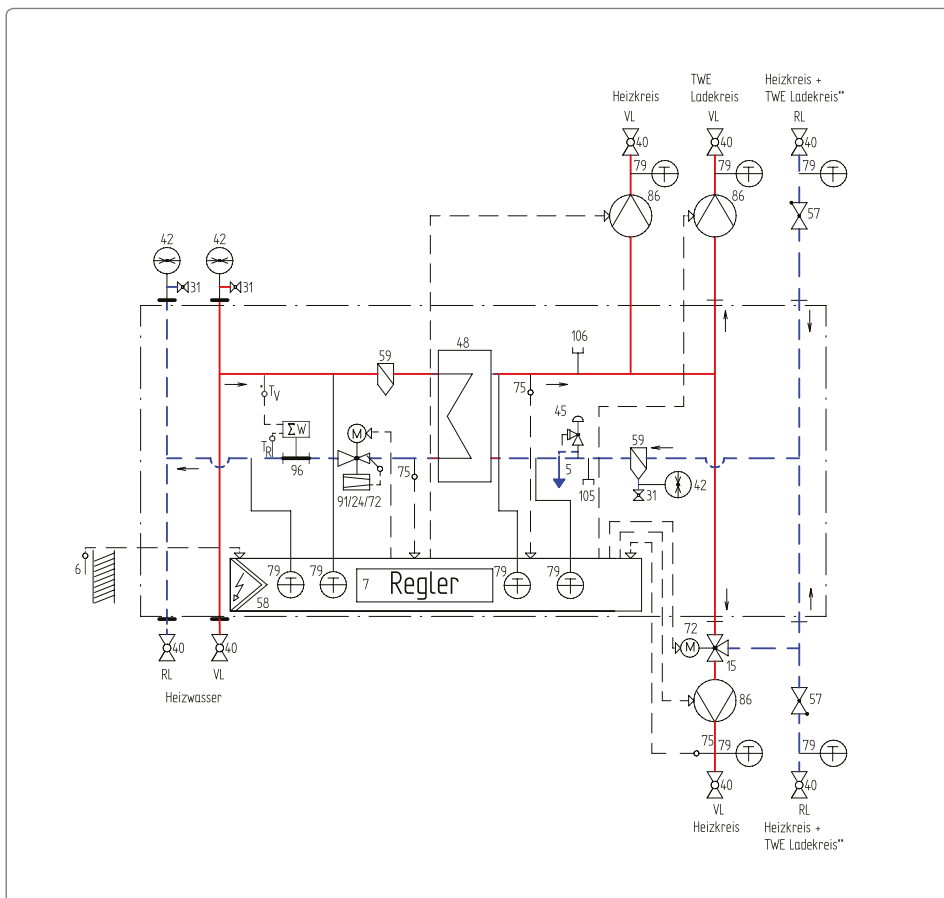 Heizkreis
VL
TWE
Ladekreis
VL
Heizkreis +
TWE Ladekreis**
RL
40
40
40
79
79
79
86
86
57
42
42
31
31
48
106
59
75
45
59
TV
ΣW
TR
M
96
91/24/72
75
5
105
31
42
6
79
79
7
Regler
79
79
58
40
40
RL
VL
Heizwasser
72
M
15
86
57
75
79
79
40
40
VL
Heizkreis
RL
Heizkreis +
TWE Ladekreis**